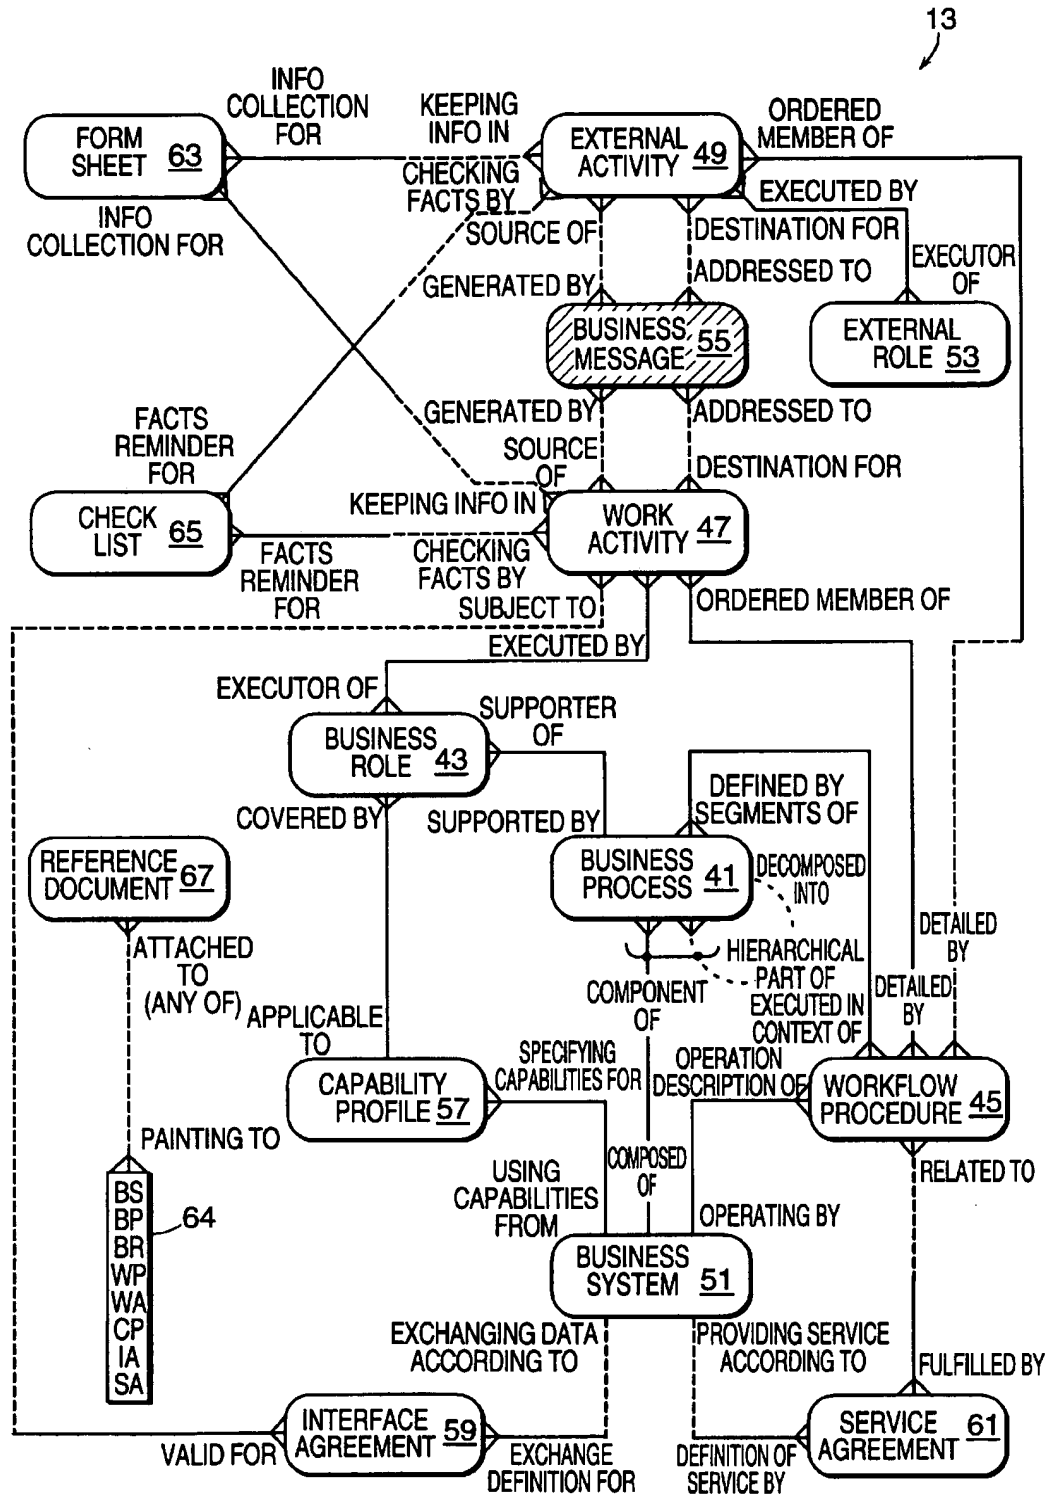 13
INFO
COLLECTION
FOR
KEEPING
INFO IN
ORDERED
MEMBER OF
FORM
SHEET 63
EXTERNAL
ACTIVITY 49
CHECKING
FACTS BY
EXECUTED BY
INFO
COLLECTION FOR
SOURCE OF
DESTINATION FOR
EXECUTOR
OF
GENERATED BY
ADDRESSED TO
BUSINESS
MESSAGE 55
EXTERNAL
ROLE 53
GENERATED BY
ADDRESSED TO
FACTS
REMINDER
FOR
SOURCE
OF
DESTINATION FOR
KEEPING INFO IN
CHECK
LIST 65
WORK
ACTIVITY 47
FACTS
REMINDER
FOR
CHECKING
FACTS BY
SUBJECT TO
ORDERED MEMBER OF
EXECUTED BY
EXECUTOR OF
SUPPORTER
OF
BUSINESS
ROLE 43
DEFINED BY
SEGMENTS OF
COVERED BY
SUPPORTED BY
REFERENCE
DOCUMENT 67
BUSINESS
PROCESS 41
DECOMPOSED
INTO
ATTACHED
TO
(ANY OF)
HIERARCHICAL
PART OF
EXECUTED IN
CONTEXT OF
DETAILED
BY
DETAILED
BY
COMPONENT
OF
APPLICABLE
TO
SPECIFYING
CAPABILITIES FOR
OPERATION
DESCRIPTION OF
CAPABILITY
PROFILE 57
WORKFLOW
PROCEDURE 45
PAINTING TO
COMPOSED
OF
RELATED TO
USING
CAPABILITIES
FROM
OPERATING BY
BS
BP
BR
WP
WA
CP
IA
SA
64
BUSINESS
SYSTEM 51
EXCHANGING DATA
ACCORDING TO
PROVIDING SERVICE
ACCORDING TO
FULFILLED BY
INTERFACE
AGREEMENT 59
SERVICE
AGREEMENT 61
VALID FOR
EXCHANGE
DEFINITION FOR
DEFINITION OF
SERVICE BY